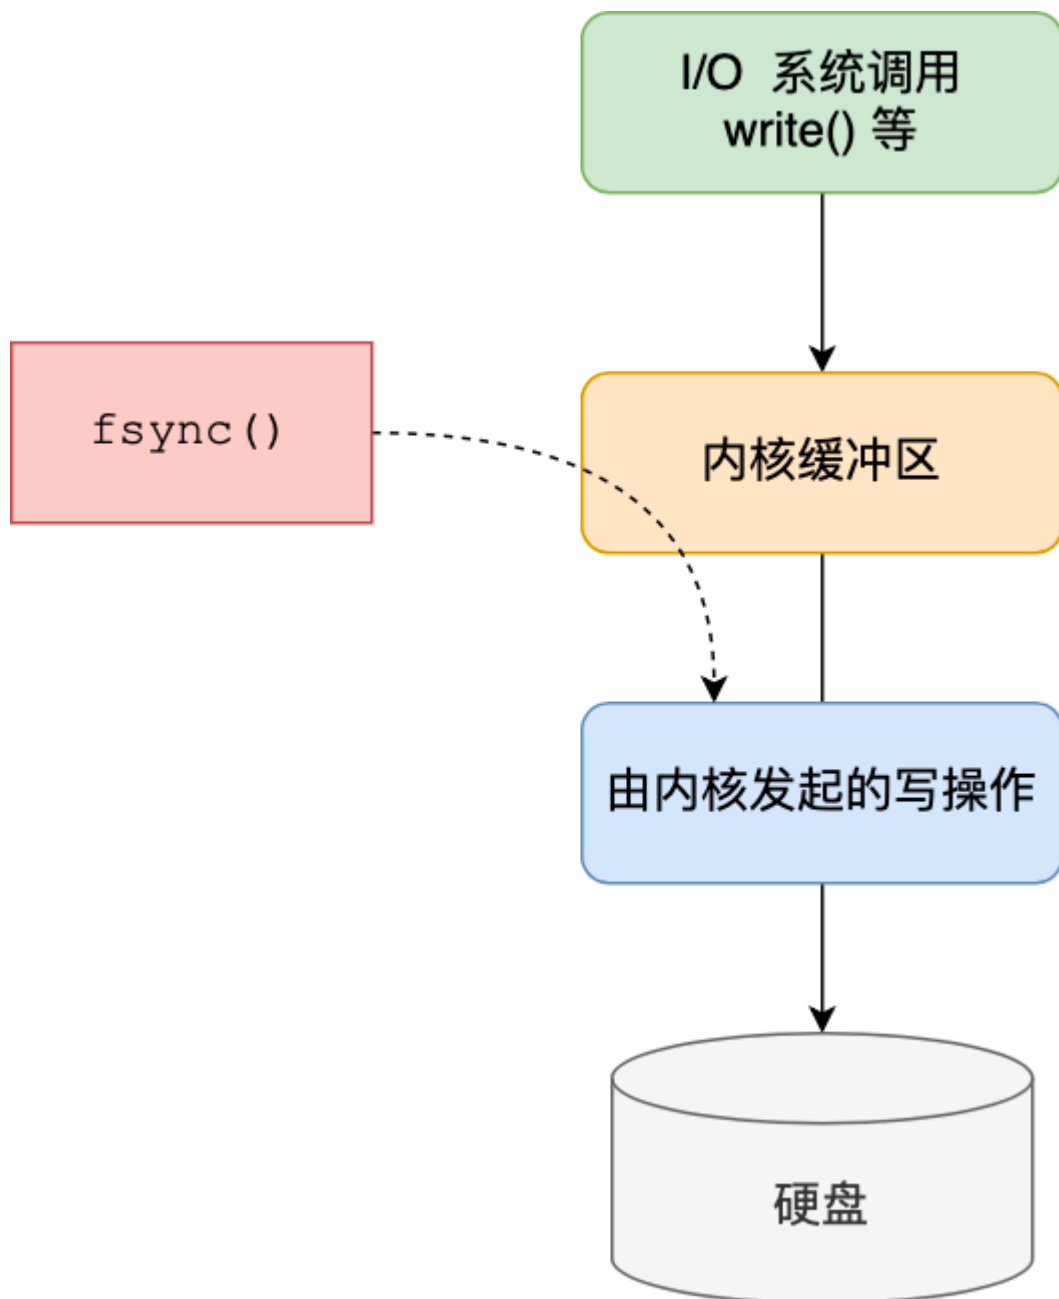 I/O 系统调用
write() 等
fsync()
内核缓冲区
由内核发起的写操作
硬盘